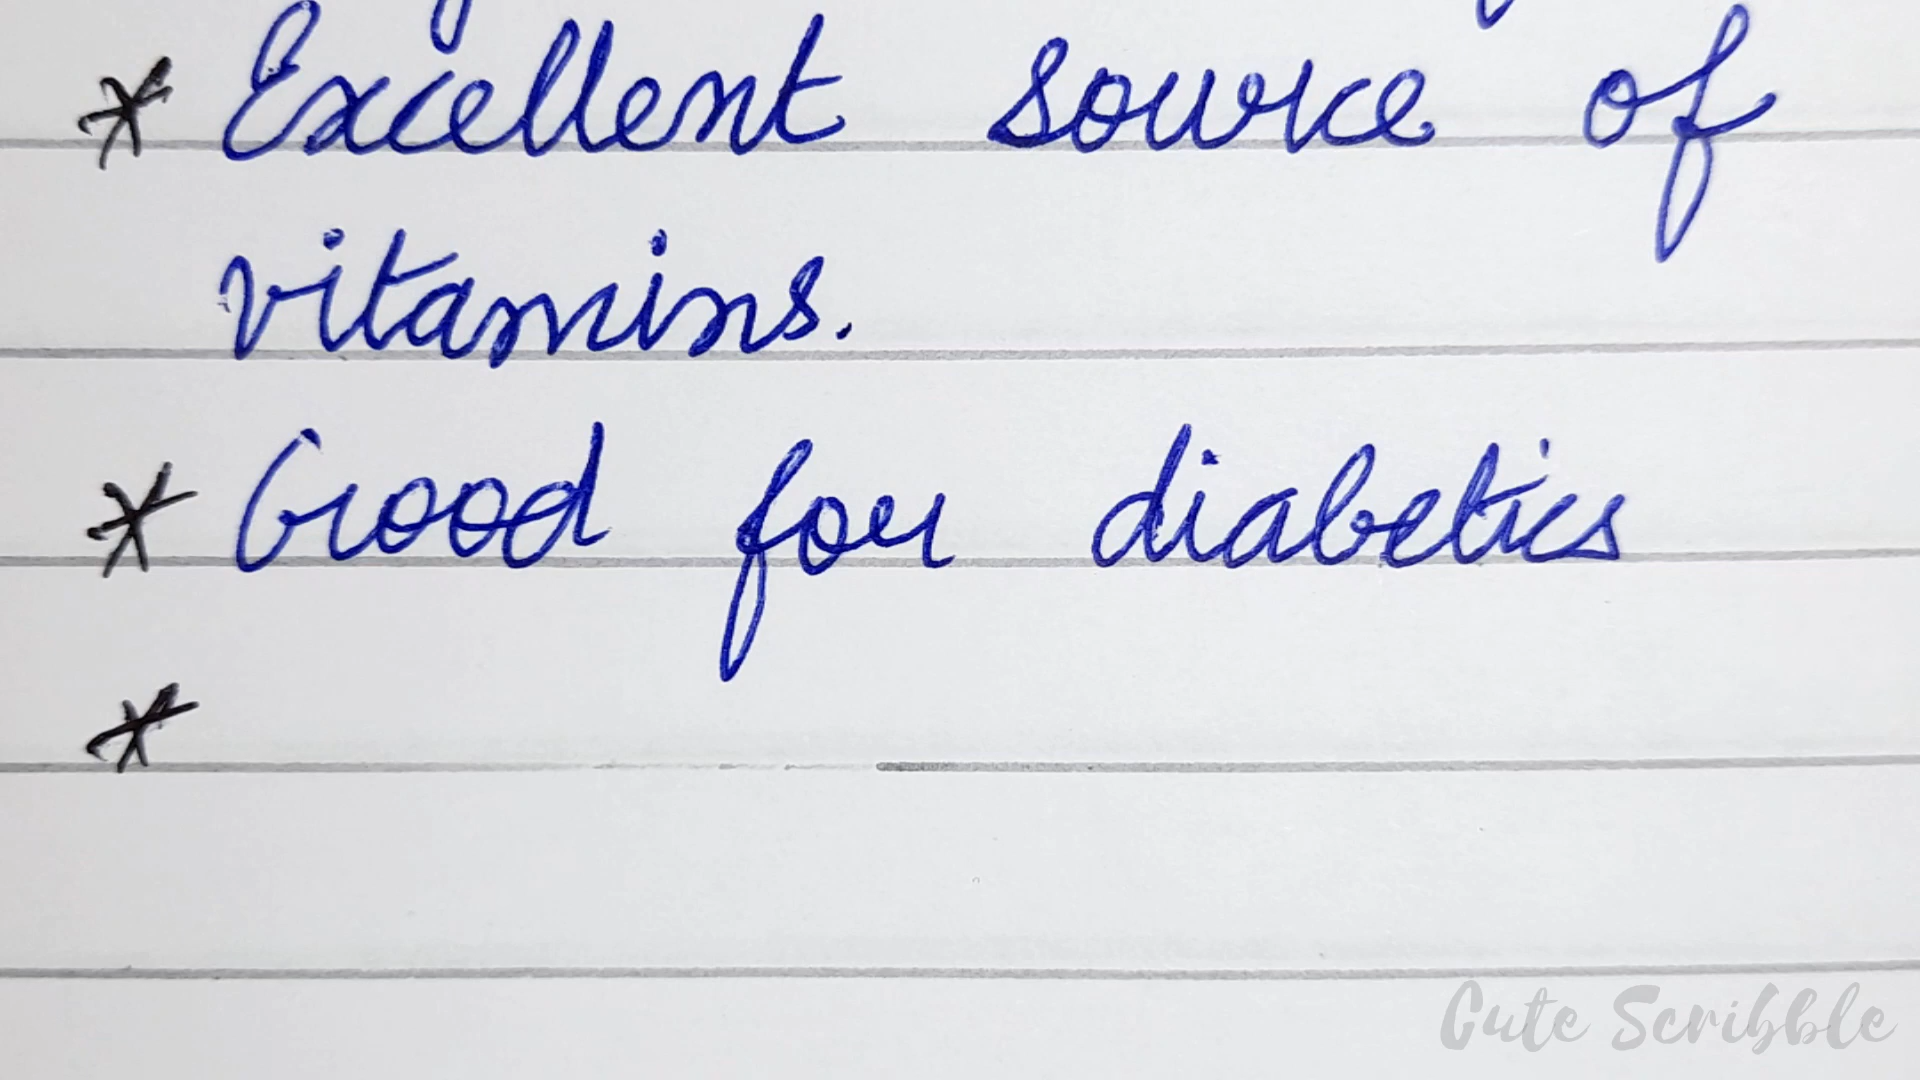 * Excellent source of
vitamins.
* Good for diabetics
*
Cute Scribble